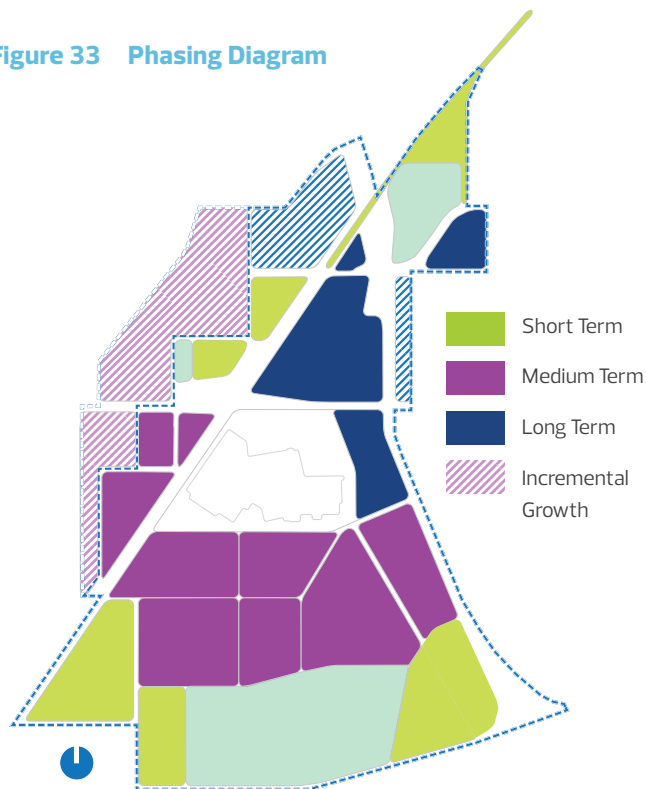 Figure 33 Phasing Diagram
Short Term
Medium Term
Long Term
Incremental
Growth